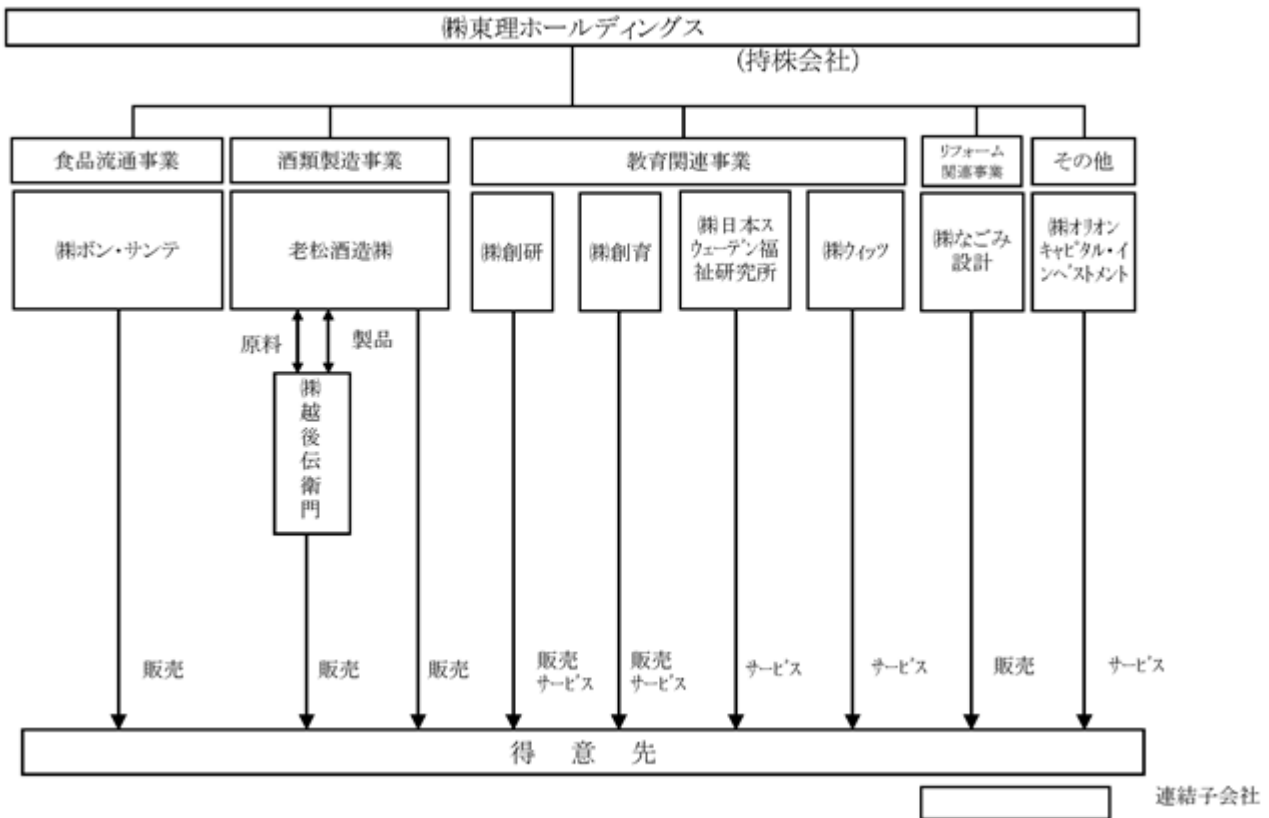 ㈱東理ホールディングス
(持株会社)
食品流通事業
酒類製造事業
教育関連事業
リフォーム
関連事業
その他
㈱ボン・サンテ
老松酒造㈱
㈱創研
㈱創育
㈱日本ス
ウェーデン福
祉研究所
㈱ウィッツ
㈱なごみ
設計
㈱オリオン
キャピタル・イ
ンベストメント
原料
製品
㈱越後伝衛門
販売
販売
販売
販売
サービス
販売
サービス
サービス
サービス
販売
サービス
得意先
連結子会社